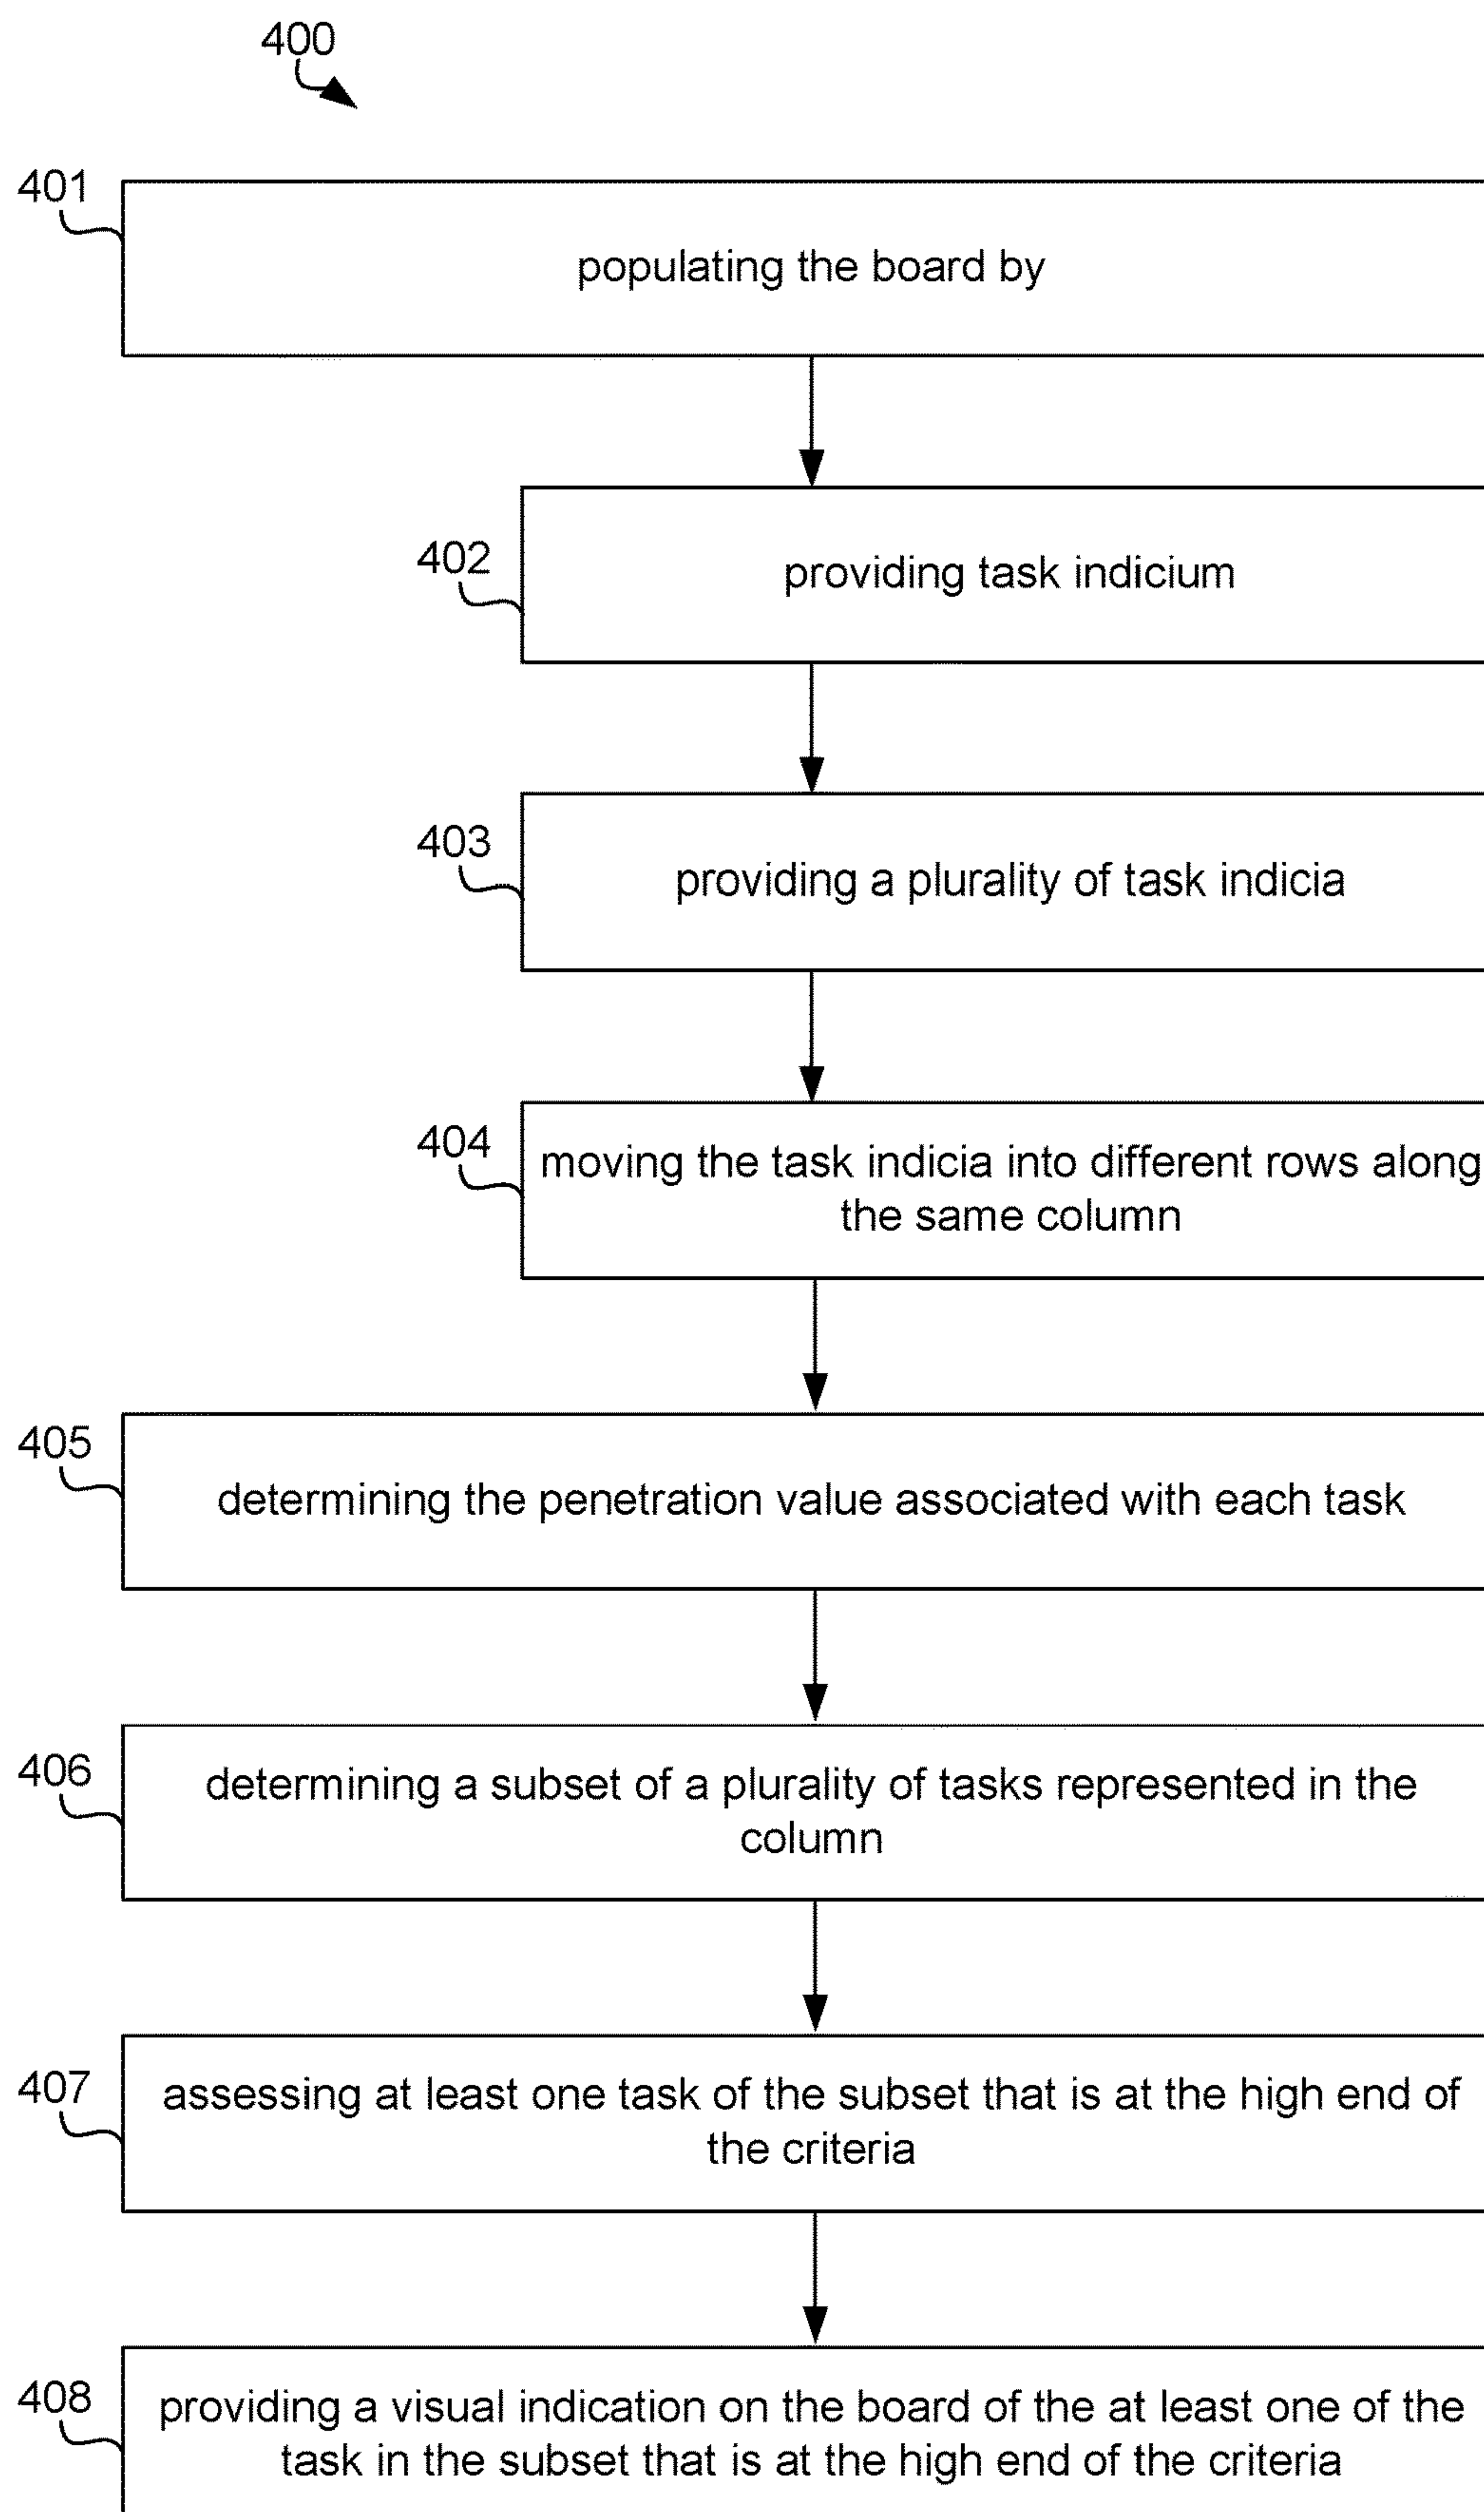 400
401
populating the board by
402
providing task indicium
403
providing a plurality of task indicia
404
moving the task indicia into different rows along
the same column
405
determining the penetration value associated with each task
406
determining a subset of a plurality of tasks represented in the
column
407
assessing at least one task of the subset that is at the high end of
the criteria
408
providing a visual indication on the board of the at least one of the
task in the subset that is at the high end of the criteria